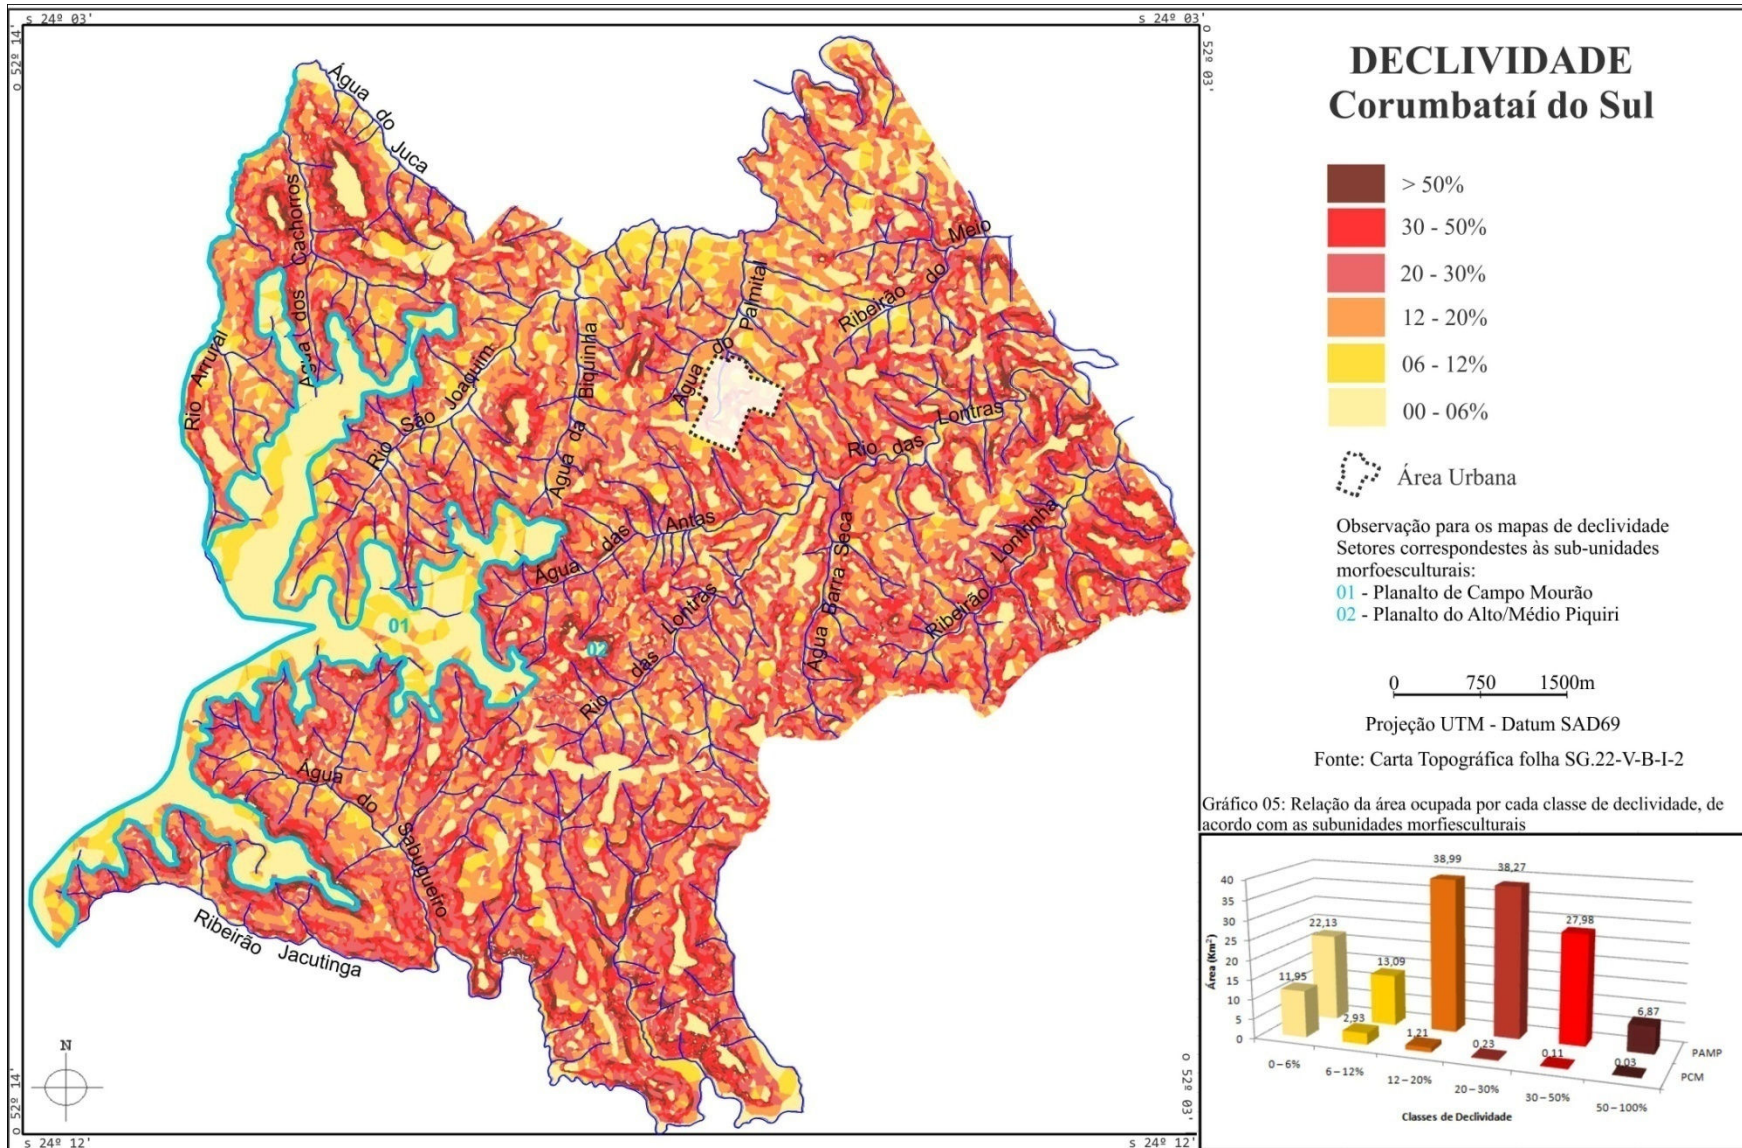 s 24º 03'
s 24º 03'
o 52º 14'
o 52º 03'
Água do Juca
Água dos Cachorros
Rio Arrural
Rio São Joaquim
Água da Biquinha
Água do Palmital
Ribeirão do Meio
Rio das Lontras
Água das Antas
Água Barra Seca
Ribeirão Lontrinha
Rio das Lontras
01
02
Água do Sabugueiro
Ribeirão Jacutinga
N
o 52º 14'
o 52º 03'
s 24º 12'
s 24º 12'
DECLIVIDADE
Corumbataí do Sul
> 50%
30 - 50%
20 - 30%
12 - 20%
06 - 12%
00 - 06%
Área Urbana
Observação para os mapas de declividade
Setores correspondestes às sub-unidades
morfoesculturais:
01 - Planalto de Campo Mourão
02 - Planalto do Alto/Médio Piquiri
0 750 1500m
Projeção UTM - Datum SAD69
Fonte: Carta Topográfica folha SG.22-V-B-I-2
Gráfico 05: Relação da área ocupada por cada classe de declividade, de
acordo com as subunidades morfiesculturais
Área (Km²)
40
35
30
25
20
15
10
5
0
22,13
13,09
38,99
38,27
27,98
6,87
11,95
2,93
1,21
0,23
0,11
0,03
PAMP
PCM
0–6%
6–12%
12–20%
20–30%
30–50%
50–100%
Classes de Declividade